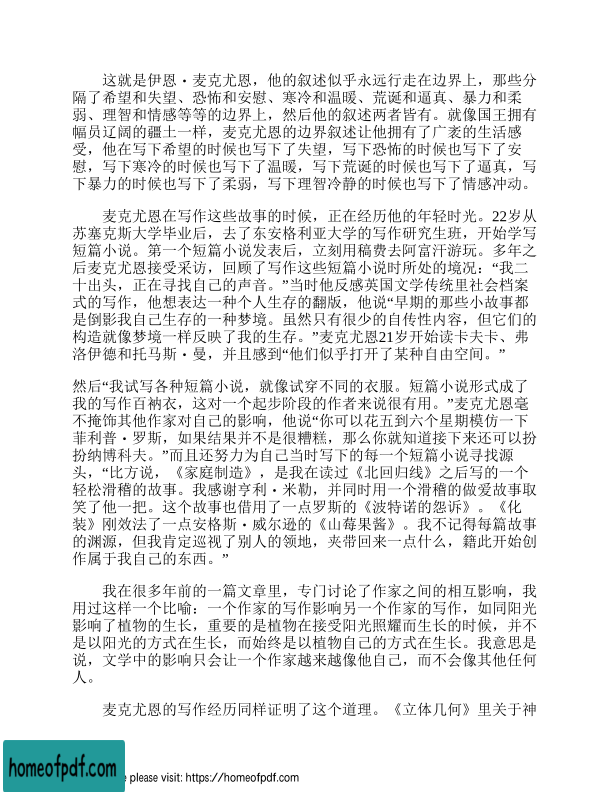 这就是伊恩・麦克尤恩，他的叙述似乎永远行走在边界上，那些分
隔了希望和失望、恐怖和安慰、寒冷和温暖、荒诞和逼真、暴力和柔
弱、理智和情感等等的边界上，然后他的叙述两者皆有。就像国王拥有
幅员辽阔的疆土一样，麦克尤恩的边界叙述让他拥有了广袤的生活感
受，他在写下希望的时候也写下了失望，写下恐怖的时候也写下了安
慰，写下寒冷的时候也写下了温暖，写下荒诞的时候也写下了逼真，写
下暴力的时候也写下了柔弱，写下理智冷静的时候也写下了情感冲动。
麦克尤恩在写作这些故事的时候，正在经历他的年轻时光。22岁从
苏塞克斯大学毕业后，去了东安格利亚大学的写作研究生班，开始学写
短篇小说。第一个短篇小说发表后，立刻用稿费去阿富汗游玩。多年之
后麦克尤恩接受采访，回顾了写作这些短篇小说时所处的境况：“我二
十出头，正在寻找自己的声音。”当时他反感英国文学传统里社会档案
式的写作，他想表达一种个人生存的翻版，他说“早期的那些小故事都
是倒影我自己生存的一种梦境。虽然只有很少的自传性内容，但它们的
构造就像梦境一样反映了我的生存。”麦克尤恩21岁开始读卡夫卡、弗
洛伊德和托马斯・曼，并且感到“他们似乎打开了某种自由空间。”
然后“我试写各种短篇小说，就像试穿不同的衣服。短篇小说形式成了
我的写作百衲衣，这对一个起步阶段的作者来说很有用。”麦克尤恩毫
不掩饰其他作家对自己的影响，他说“你可以花五到六个星期模仿一下
菲利普・罗斯，如果结果并不是很糟糕，那么你就知道接下来还可以扮
扮纳博科夫。”而且还努力为自己当时写下的每一个短篇小说寻找源
头，“比方说，《家庭制造》，是我在读过《北回归线》之后写的一个
轻松滑稽的故事。我感谢亨利・米勒，并同时用一个滑稽的做爱故事取
笑了他一把。这个故事也借用了一点罗斯的《波特诺的怨诉》。《化
装》刚效法了一点安格斯・威尔逊的《山莓果酱》。我不记得每篇故事
的渊源，但我肯定巡视了别人的领地，夹带回来一点什么，籍此开始创
作属于我自己的东西。”
我在很多年前的一篇文章里，专门讨论了作家之间的相互影响，我
用过这样一个比喻：一个作家的写作影响另一个作家的写作，如同阳光
影响了植物的生长，重要的是植物在接受阳光照耀而生长的时候，并不
是以阳光的方式在生长，而始终是以植物自己的方式在生长。我意思是
说，文学中的影响只会让一个作家越来越像他自己，而不会像其他任何
人。
麦克尤恩的写作经历同样证明了这个道理。《立体几何》里关于神
homeofpdf.com
e please visit: https://homeofpdf.com